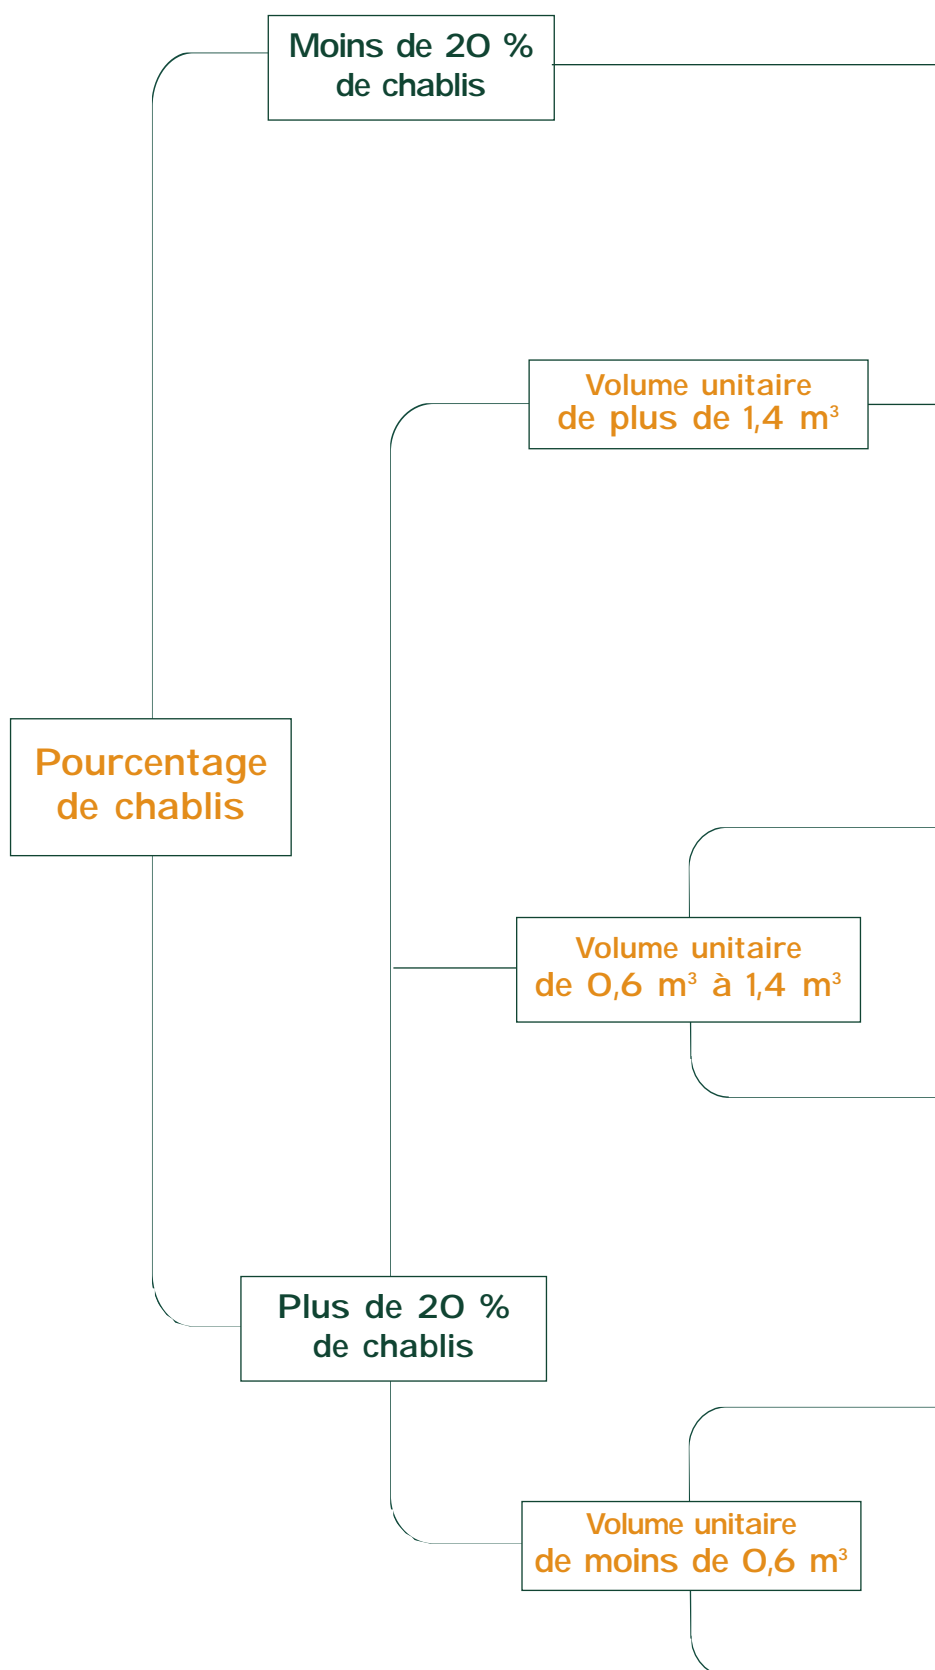 Moins de 20 %
de chablis
Volume unitaire
de plus de 1,4 m³
Pourcentage
de chablis
Volume unitaire
de 0,6 m³ à 1,4 m³
Plus de 20 %
de chablis
Volume unitaire
de moins de 0,6 m³